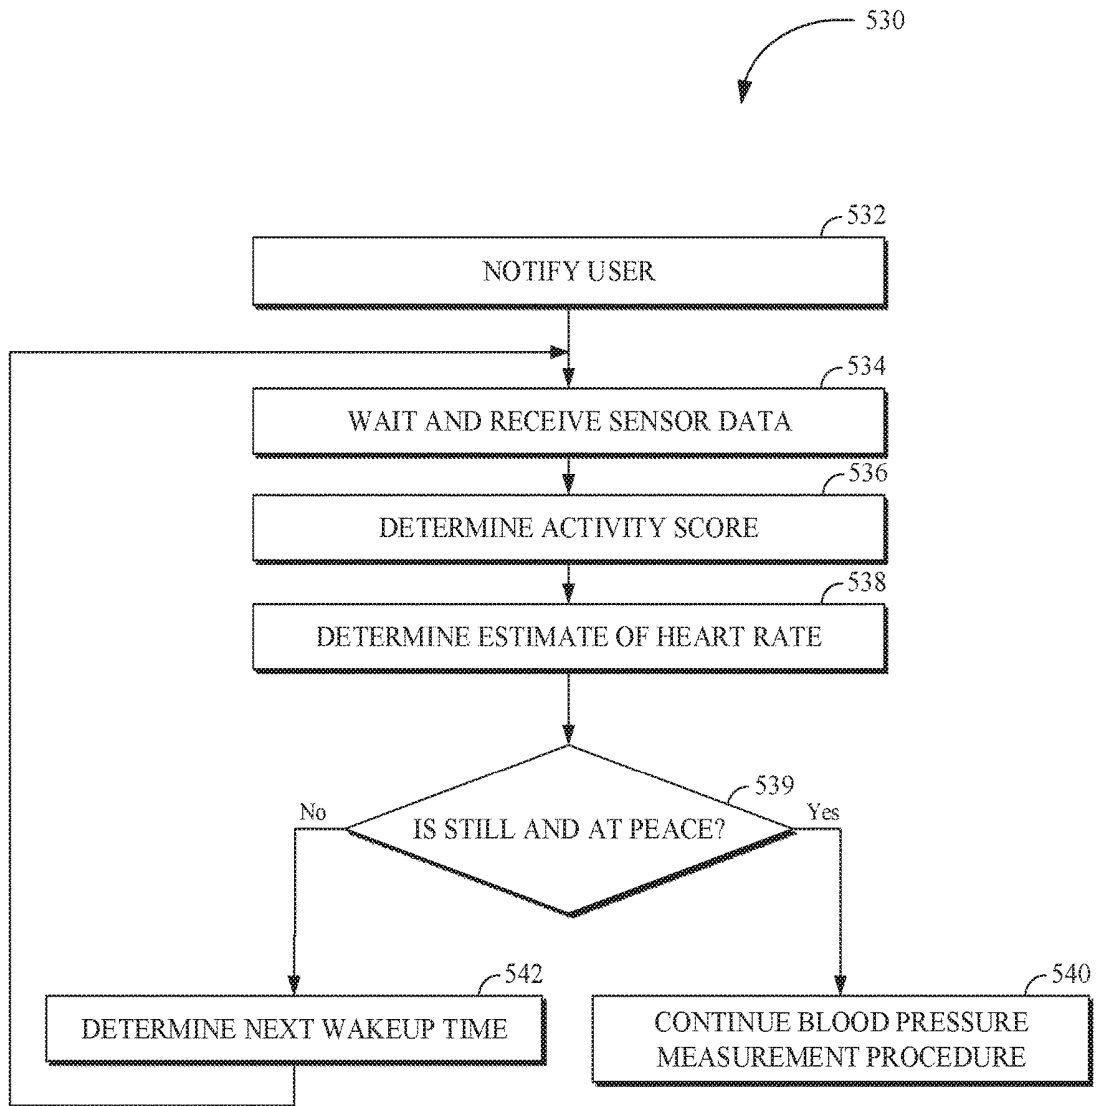 530
532
NOTIFY USER
534
WAIT AND RECEIVE SENSOR DATA
536
DETERMINE ACTIVITY SCORE
538
DETERMINE ESTIMATE OF HEART RATE
539
No
IS STILL AND AT PEACE?
Yes
542
DETERMINE NEXT WAKEUP TIME
540
CONTINUE BLOOD PRESSURE
MEASUREMENT PROCEDURE